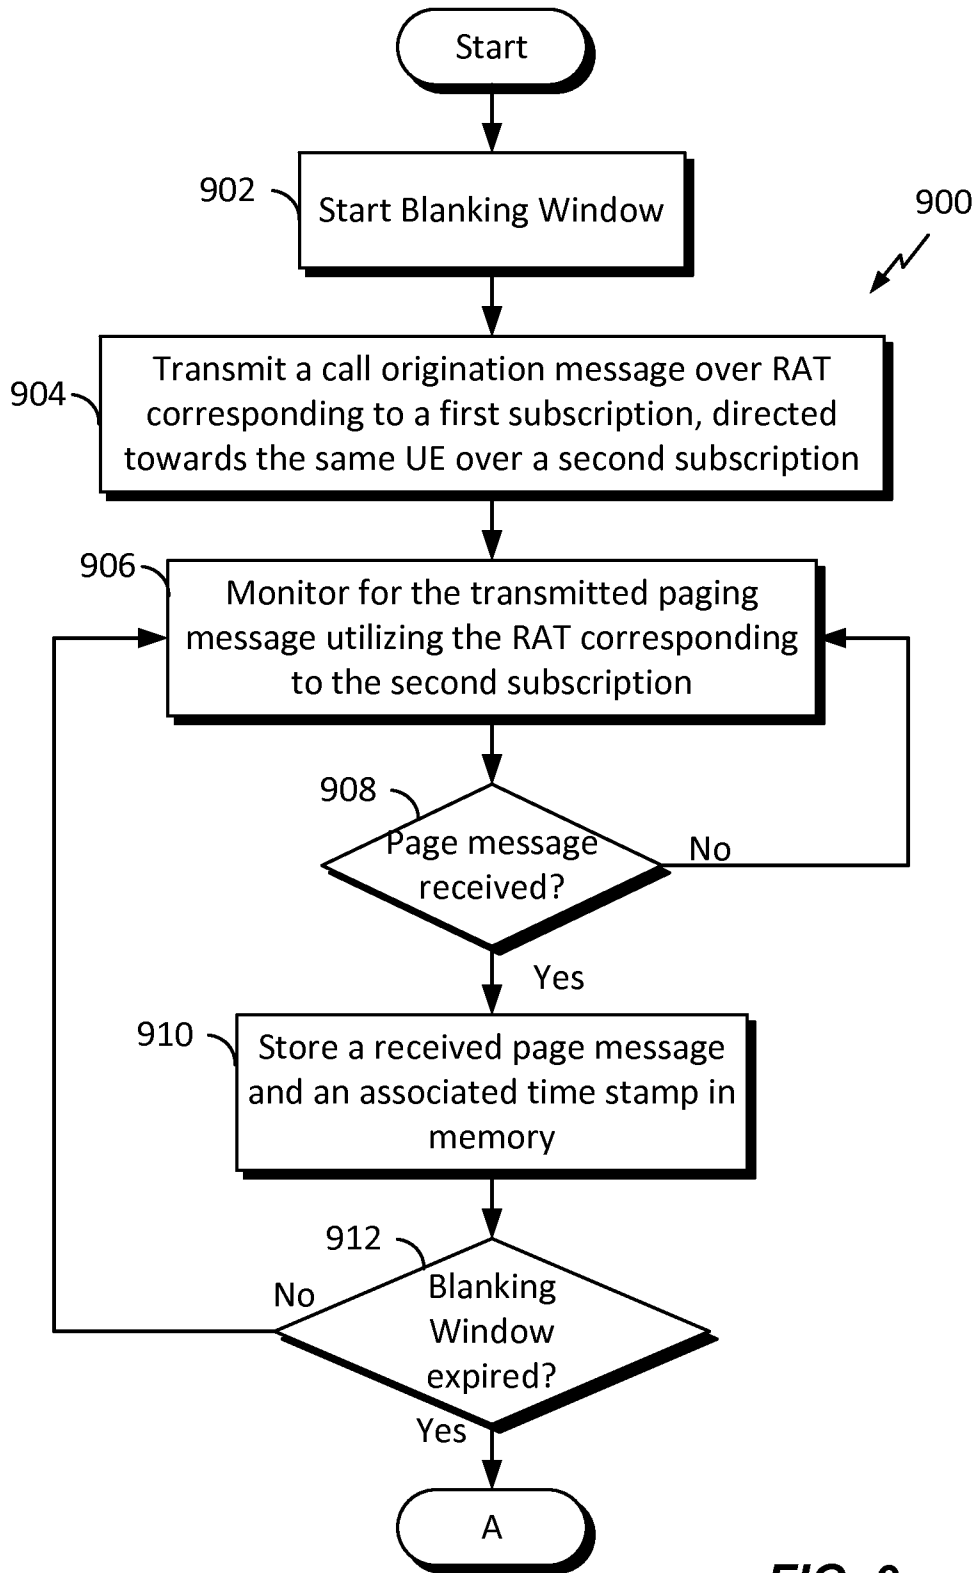 Start
902
Start Blanking Window
900
904
Transmit a call origination message over RAT
corresponding to a first subscription, directed
towards the same UE over a second subscription
906
Monitor for the transmitted paging
message utilizing the RAT corresponding
to the second subscription
908
Page message
received?
No
Yes
910
Store a received page message
and an associated time stamp in
memory
912
Blanking
Window
expired?
No
Yes
A
FIG.